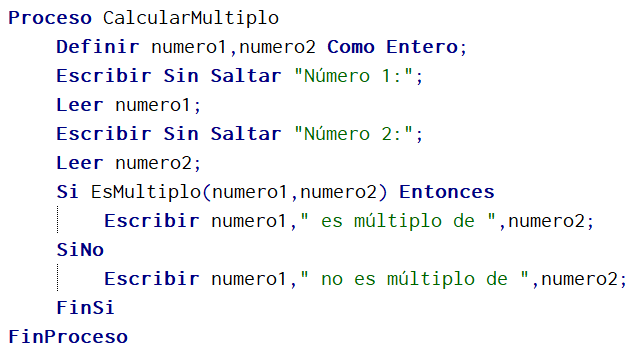 Proceso CalcularMultiplo
Definir numero1,numero2 Como Entero;
Escribir Sin Saltar "Número 1:";
Leer numero1;
Escribir Sin Saltar "Número 2:";
Leer numero2;
Si EsMultiplo(numero1,numero2) Entonces
Escribir numero1," es múltiplo de ",numero2;
SiNo
Escribir numero1," no es múltiplo de ",numero2;
FinSi
FinProceso